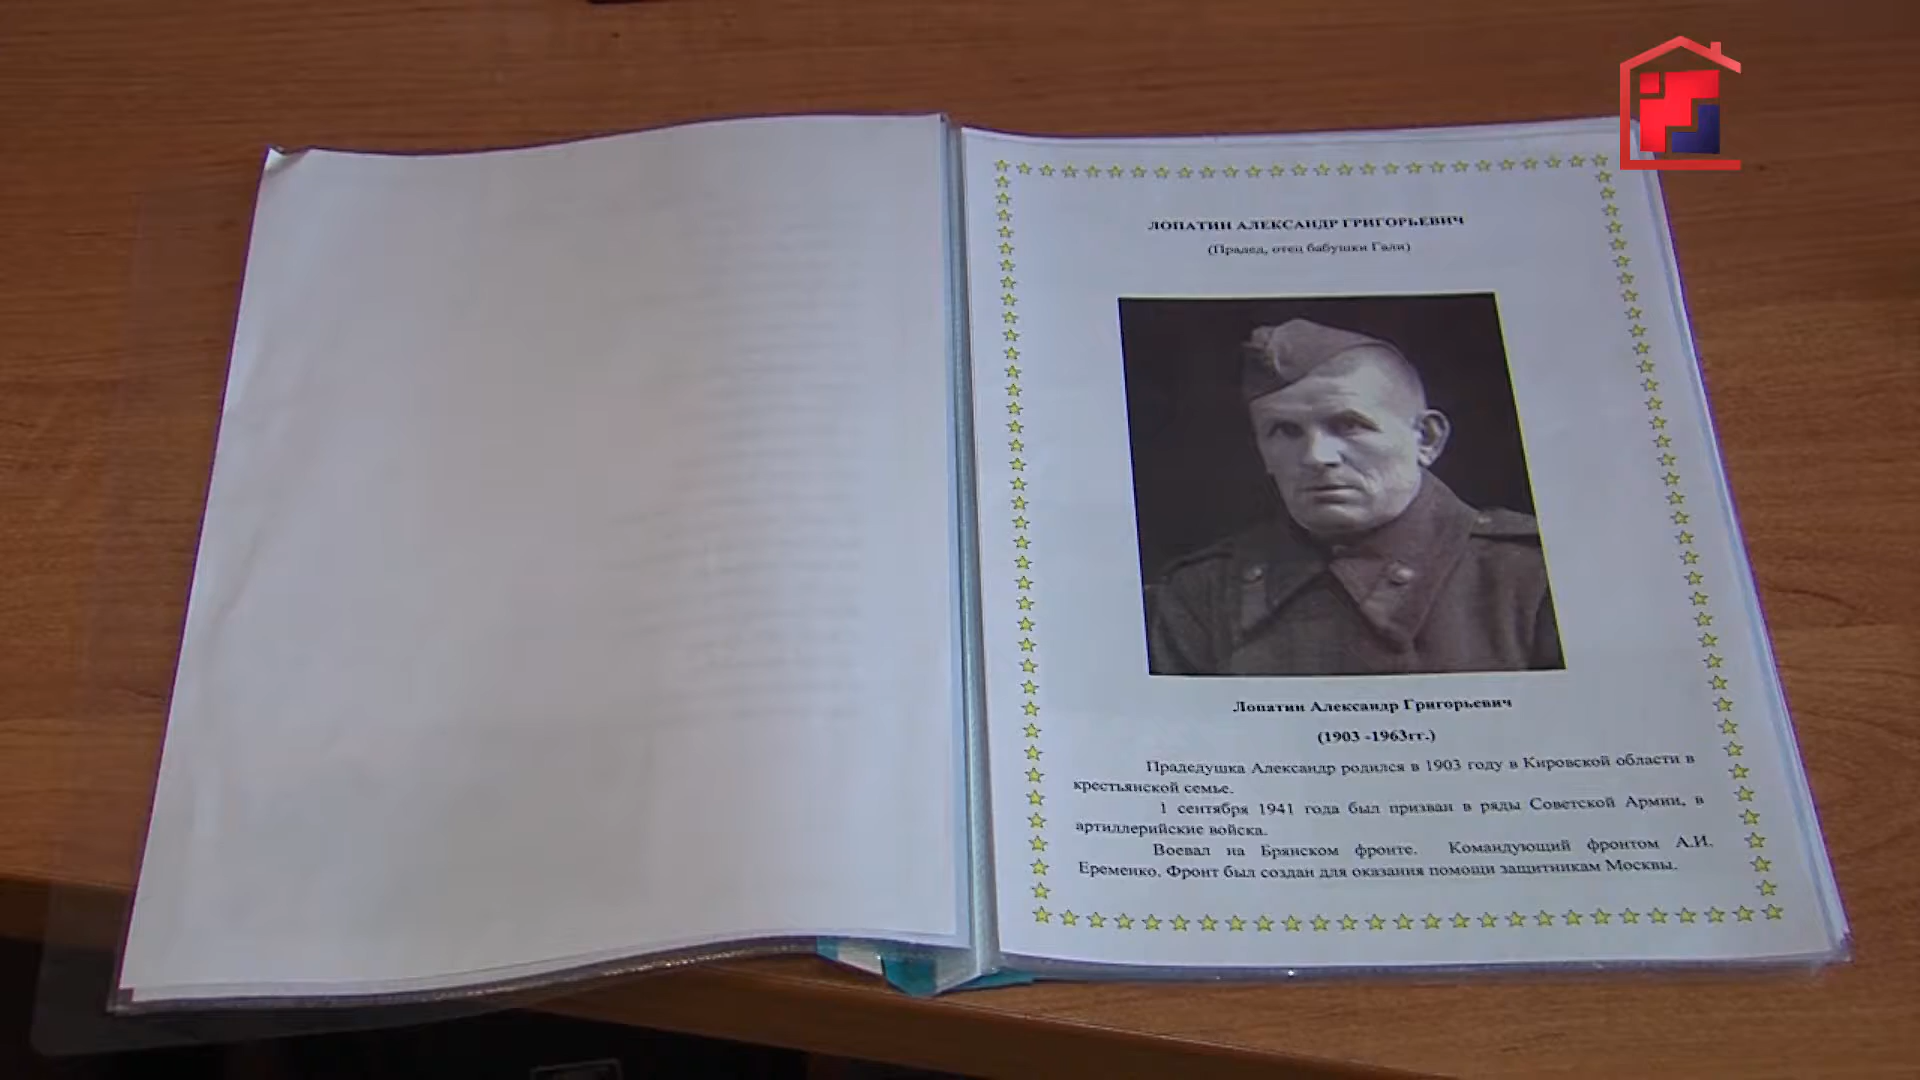 ЛОПАТИН АЛЕКСАНДР ГРИГОРЬЕВИЧ
(Прадед, отец бабушки Гали)
Лопатин Александр Григорьевич
(1903 -1963гг.)
Прадедушка Александр родился в 1903 году в Кировской области в
крестьянской семье.
1 сентября 1941 года был призван в ряды Советской Армии, в
артиллерийские войска.
Воевал на Брянском фронте. Командующий фронтом А.И.
Еременко. Фронт был создан для оказания помощи защитникам Москвы.